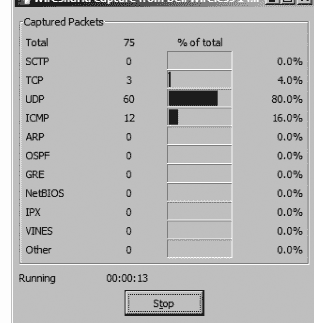 Captured Packets
Total 75 % of total
SCTP 0 0.0%
TCP 3 4.0%
UDP 60 80.0%
ICMP 12 16.0%
ARP 0 0.0%
OSPF 0 0.0%
GRE 0 0.0%
NetBIOS 0 0.0%
IPX 0 0.0%
VINES 0 0.0%
Other 0 0.0%
Running 00:00:13
Stop